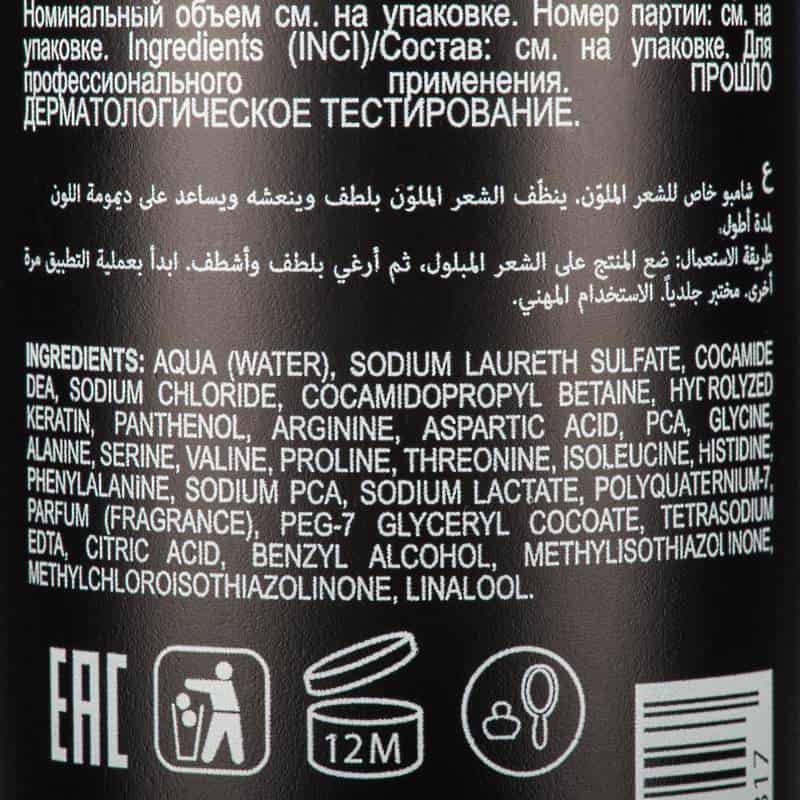 Номинальный объем см. на упаковке. Номер партии: см. на
упаковке. Ingredients (INCI)/Состав: см. на упаковке. Для
профессионального применения. ПРОШЛО
ДЕРМАТОЛОГИЧЕСКОЕ ТЕСТИРОВАНИЕ.
ع شامبو خاص للشعر الملوّن. ينظّف الشعر الملوّن بلطف وينعشه ويساعد على ديمومة اللون
لمدة أطول.
طريقة الاستعمال: ضع المنتج على الشعر المبلول، ثم أرغي بلطف وأشطف. ابدأ بعملية التطبيق مرة
أخرى. مختبر جلدياً. الاستخدام المهني.
INGREDIENTS: AQUA (WATER), SODIUM LAURETH SULFATE, COCAMIDE
DEA, SODIUM CHLORIDE, COCAMIDOPROPYL BETAINE, HYDROLYZED
KERATIN, PANTHENOL, ARGININE, ASPARTIC ACID, PCA, GLYCINE,
ALANINE, SERINE, VALINE, PROLINE, THREONINE, ISOLEUCINE, HISTIDINE,
PHENYLALANINE, SODIUM PCA, SODIUM LACTATE, POLYQUATERNIUM-7,
PARFUM (FRAGRANCE), PEG-7 GLYCERYL COCOATE, TETRASODIUM
EDTA, CITRIC ACID, BENZYL ALCOHOL, METHYLISOTHIAZOLINONE,
METHYLCHLOROISOTHIAZOLINONE, LINALOOL.
EAC
12M